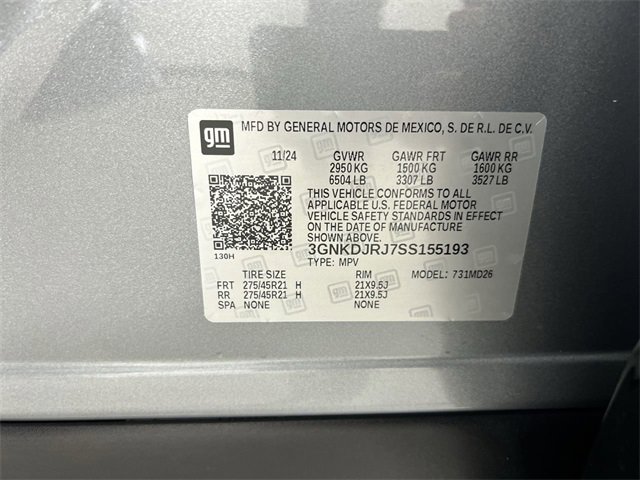 gm
MFD BY GENERAL MOTORS DE MEXICO, S. DE R.L. DE C.V.
11/24 GVWR GAWR FRT GAWR RR
2950 KG 1500 KG 1600 KG
6504 LB 3307 LB 3527 LB
THIS VEHICLE CONFORMS TO ALL
APPLICABLE U.S. FEDERAL MOTOR
VEHICLE SAFETY STANDARDS IN EFFECT
ON THE DATE OF MANUFACTURE
SHOWN ABOVE.
130H 3GNKDJRJ7SS155193
TYPE: MPV MODEL: 731MD26
TIRE SIZE RIM
FRT 275/45R21 H 21X9.5J
RR 275/45R21 H 21X9.5J
SPA NONE NONE